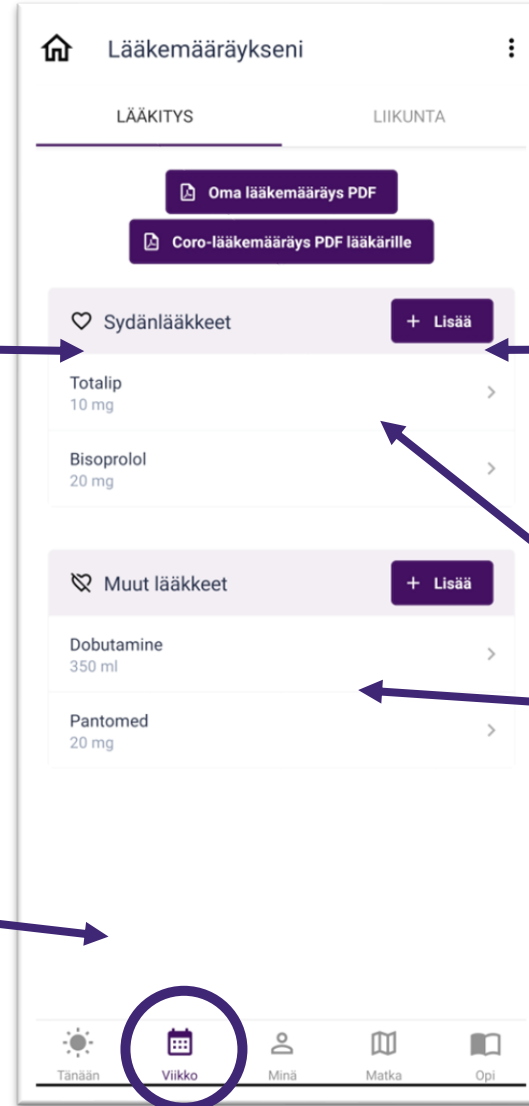 Lääkemääräykseni
LÄÄKITYS
LIIKUNTA
Oma lääkemääräys PDF
Coro-lääkemääräys PDF lääkärille
Sydänlääkkeet
+ Lisää
Totalip
10 mg
Bisoprolol
20 mg
Muut lääkkeet
+ Lisää
Dobutamine
350 ml
Pantomed
20 mg
Tänään
Viikko
Minä
Matka
Opi